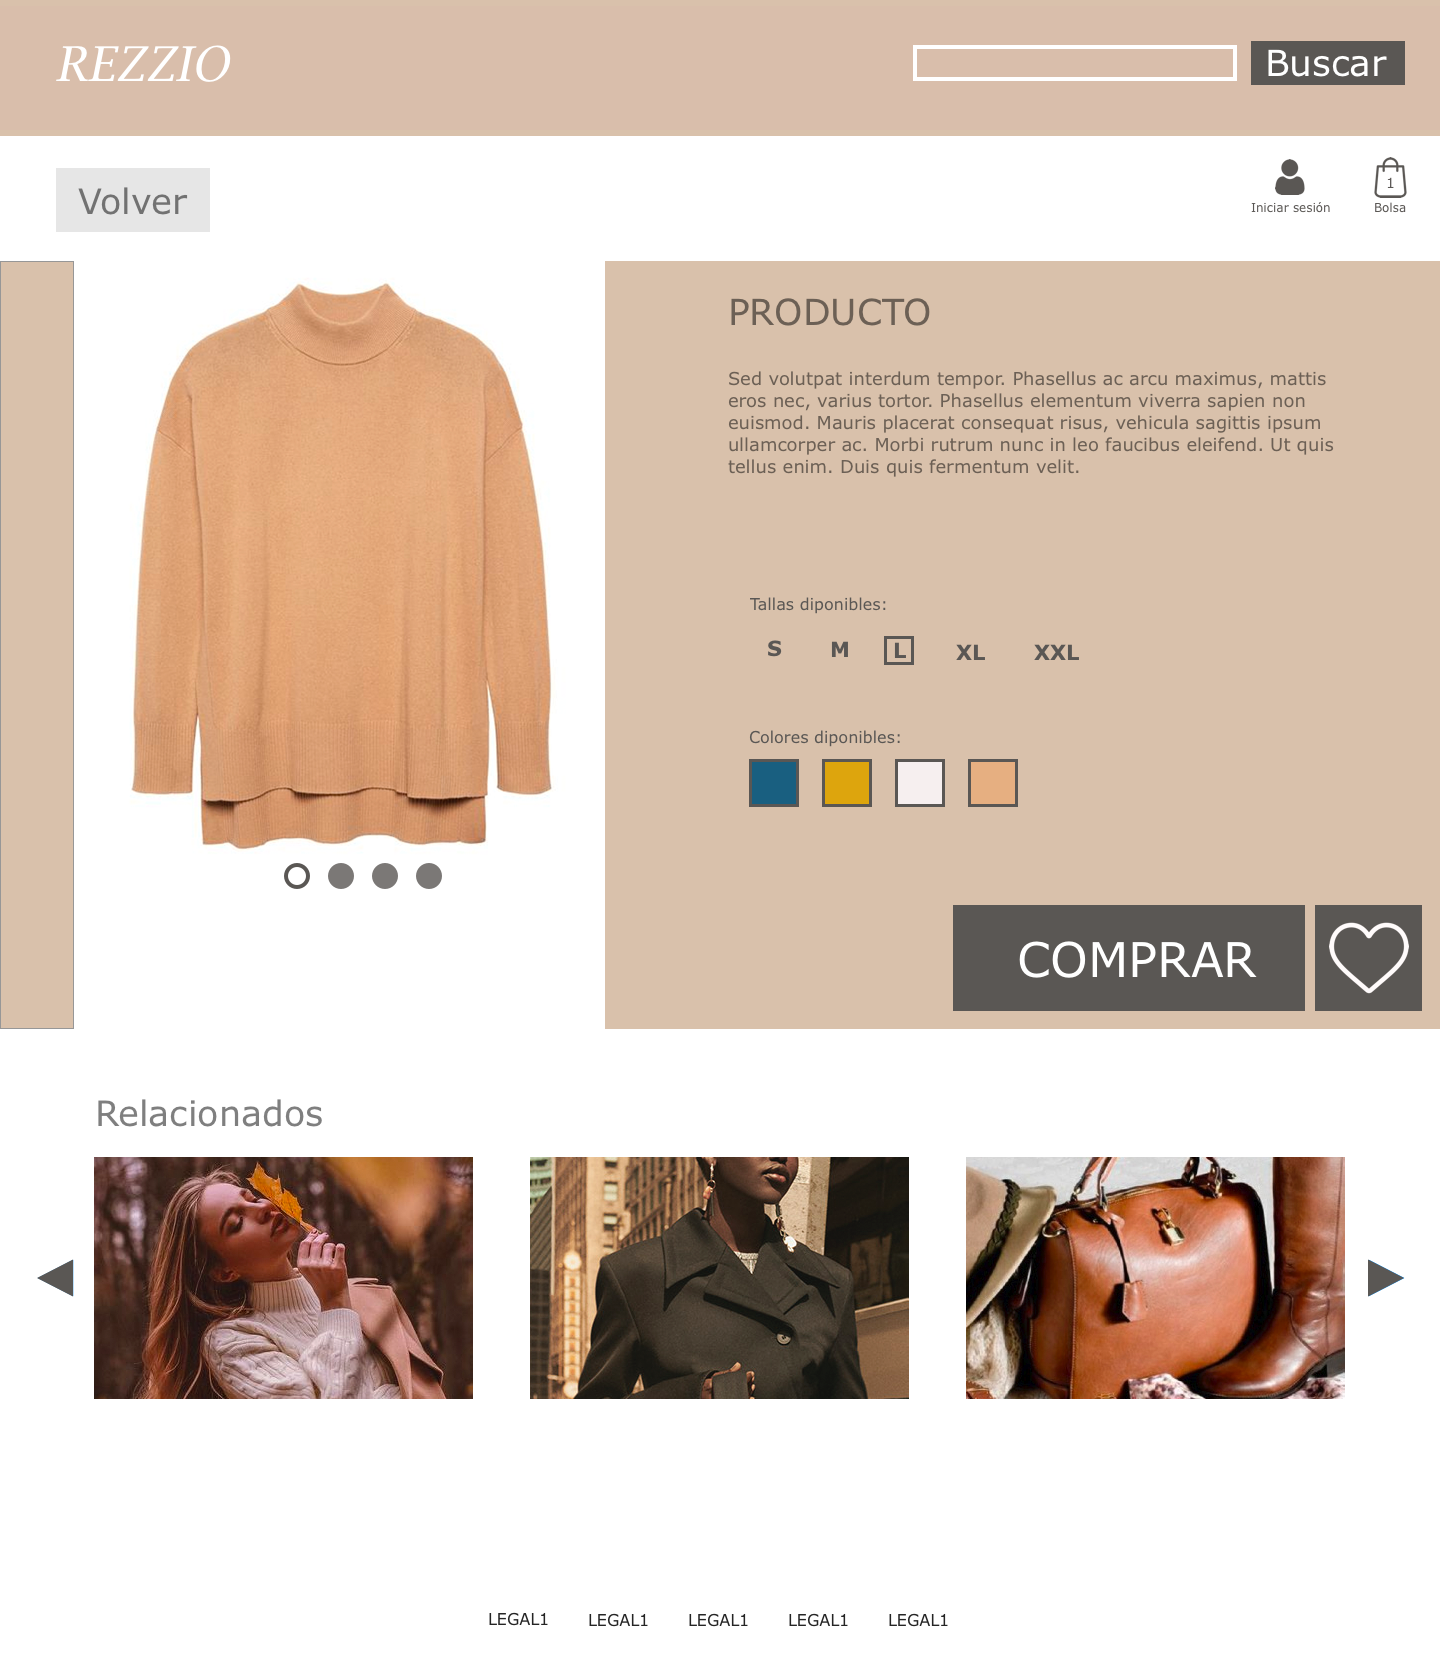 REZZIO
Buscar
Volver
Iniciar sesión
1
Bolsa
PRODUCTO
Sed volutpat interdum tempor. Phasellus ac arcu maximus, mattis
eros nec, varius tortor. Phasellus elementum viverra sapien non
euismod. Mauris placerat consequat risus, vehicula sagittis ipsum
ullamcorper ac. Morbi rutrum nunc in leo faucibus eleifend. Ut quis
tellus enim. Duis quis fermentum velit.
Tallas diponibles:
S M L XL XXL
Colores diponibles:
COMPRAR
Relacionados
LEGAL1 LEGAL1 LEGAL1 LEGAL1 LEGAL1